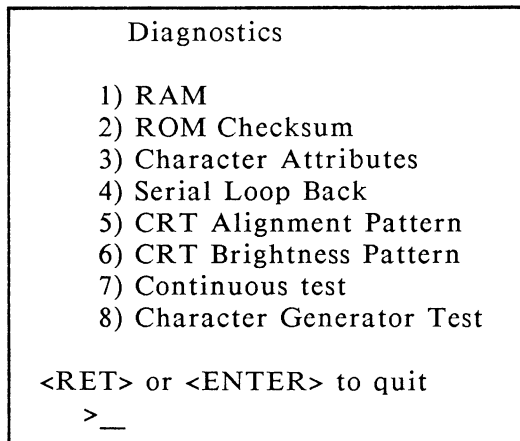 Diagnostics
1) RAM
2) ROM Checksum
3) Character Attributes
4) Serial Loop Back
5) CRT Alignment Pattern
6) CRT Brightness Pattern
7) Continuous test
8) Character Generator Test
<RET> or <ENTER> to quit
>_